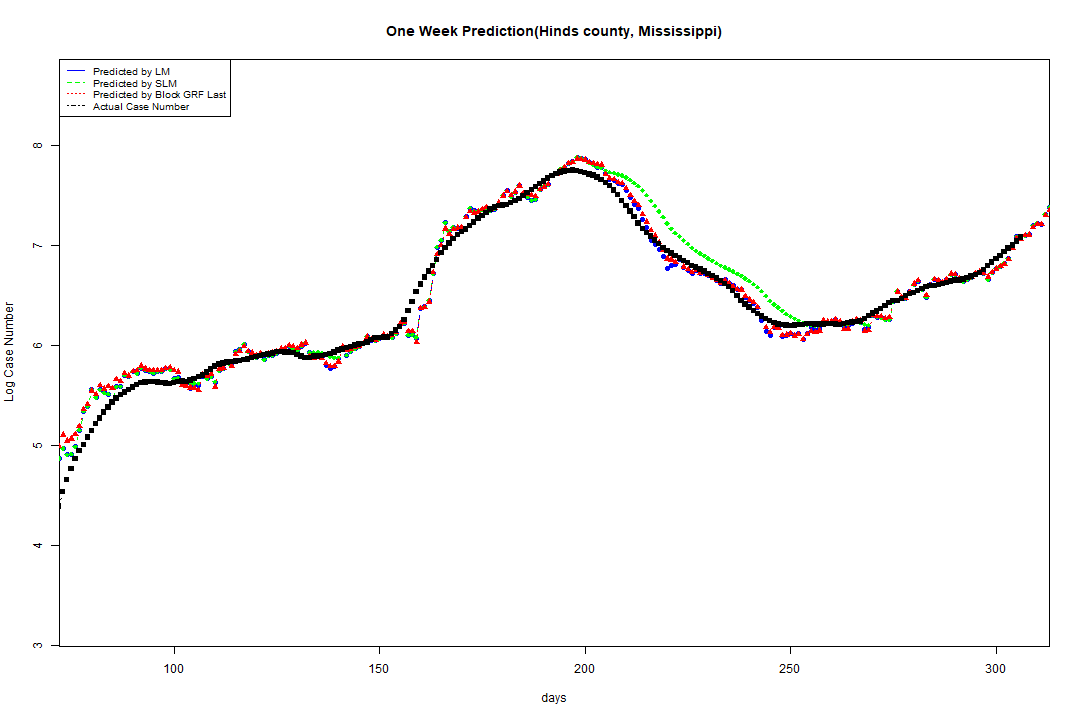 One Week Prediction(Hinds county, Mississippi)
Predicted by LM
Predicted by SLM
Predicted by Block GRF Last
Actual Case Number
8
7
6
5
4
3
Log Case Number
100 150 200 250 300
days